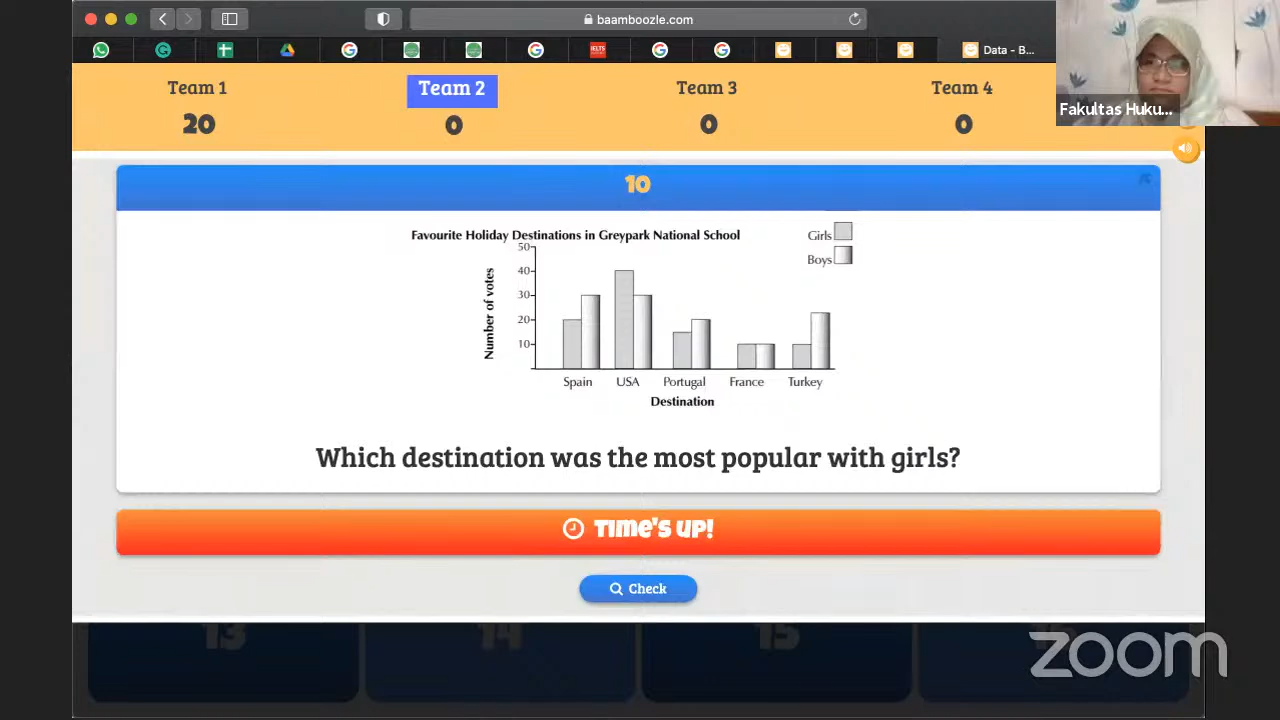 baamboozle.com
IELTS
Data - B...
Team 1
Team 2
Team 3
Team 4
20
0
0
0
Fakultas Huku...
10
Favourite Holiday Destinations in Greypark National School
Girls
Boys
Number of votes
50
40
30
20
10
Spain
USA
Portugal
France
Turkey
Destination
Which destination was the most popular with girls?
Time's up!
Check
13
14
15
zoom